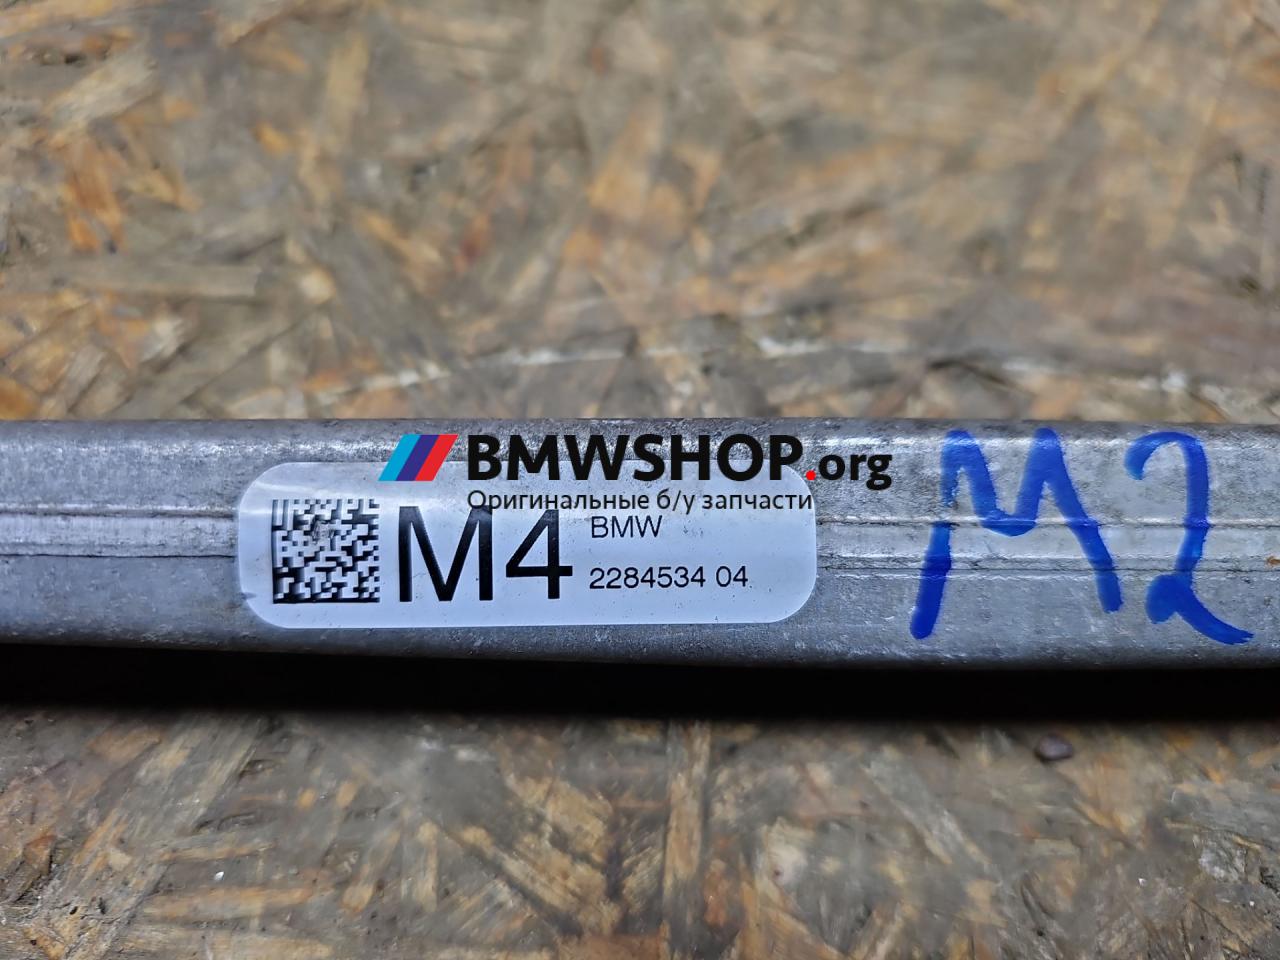 BMWSHOP.org
Оригинальные б/у запчасти
M4
BMW
2284534 04
M2